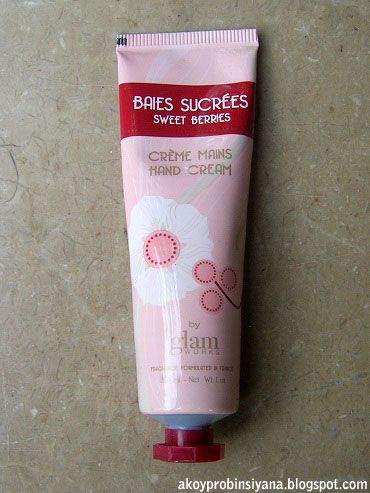 BAIES SUCRÉES
SWEET BERRIES
CRÈME MAINS
HAND CREAM
by
glam
WORKS
FRAGRANCE FORMULATED IN FRANCE
Net Wt 1 oz
akoyprobinsiyana.blogspot.com